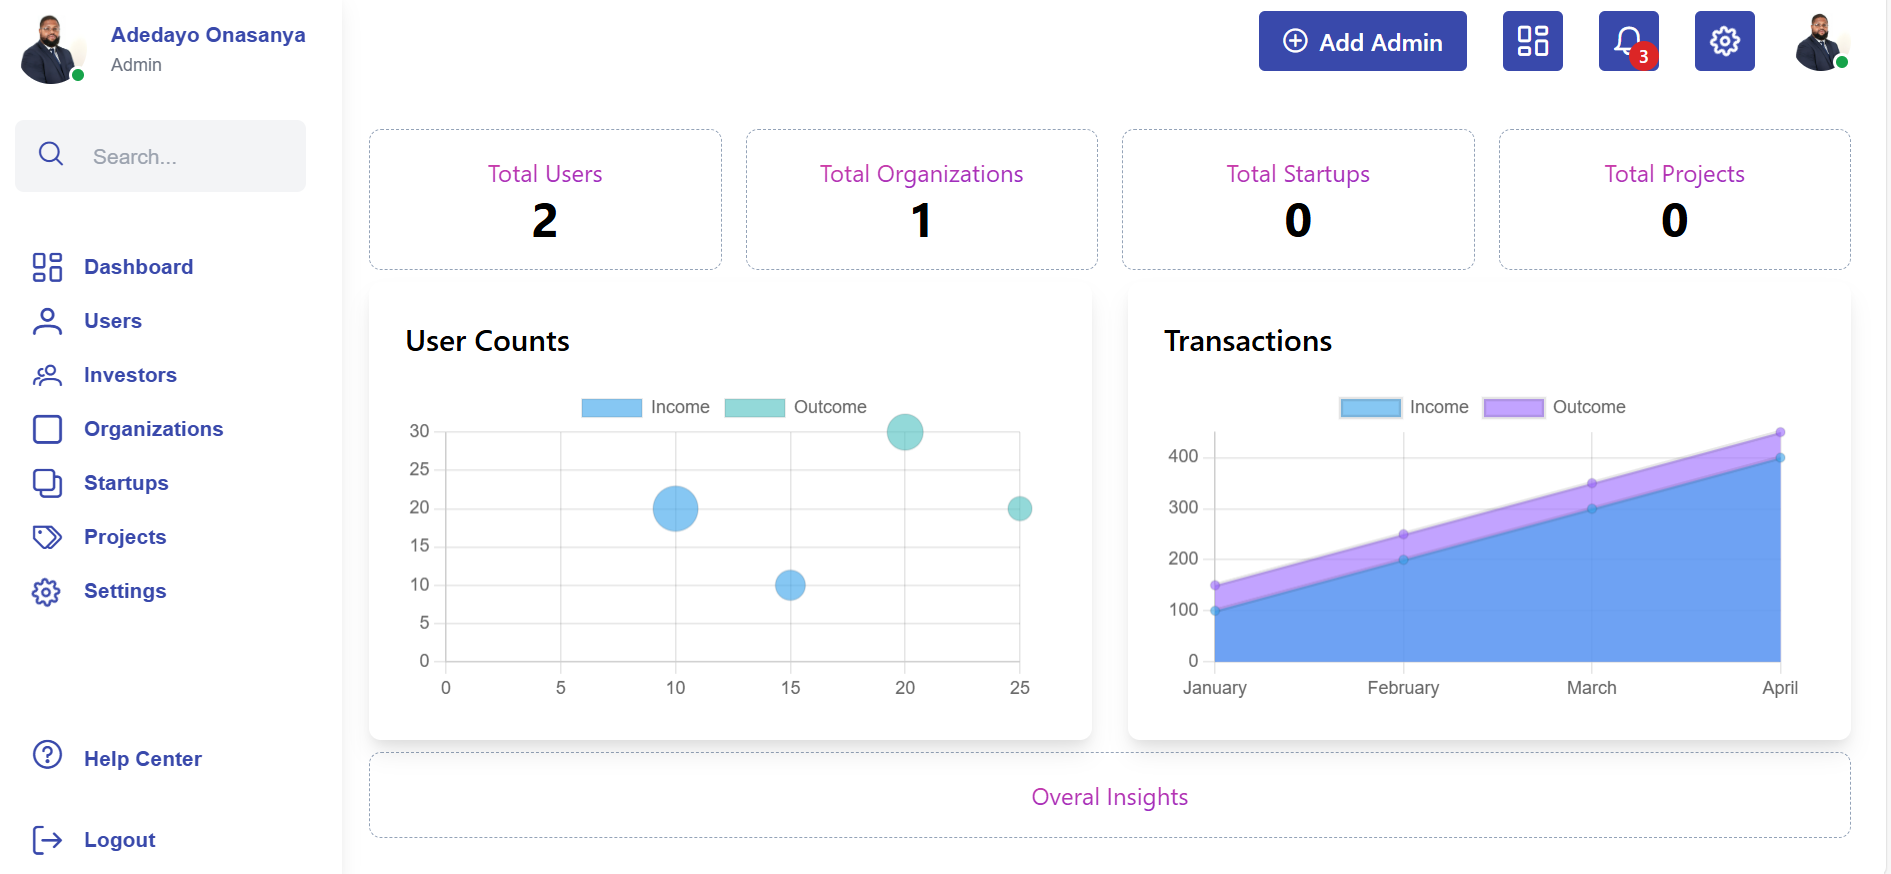 Adedayo Onasanya
Admin
Add Admin
3
Search...
Dashboard
Users
Investors
Organizations
Startups
Projects
Settings
Help Center
Logout
Total Users
2
Total Organizations
1
Total Startups
0
Total Projects
0
User Counts
Income Outcome
30
25
20
15
10
5
0
0 5 10 15 20 25
Transactions
Income Outcome
400
300
200
100
0
January February March April
Overal Insights